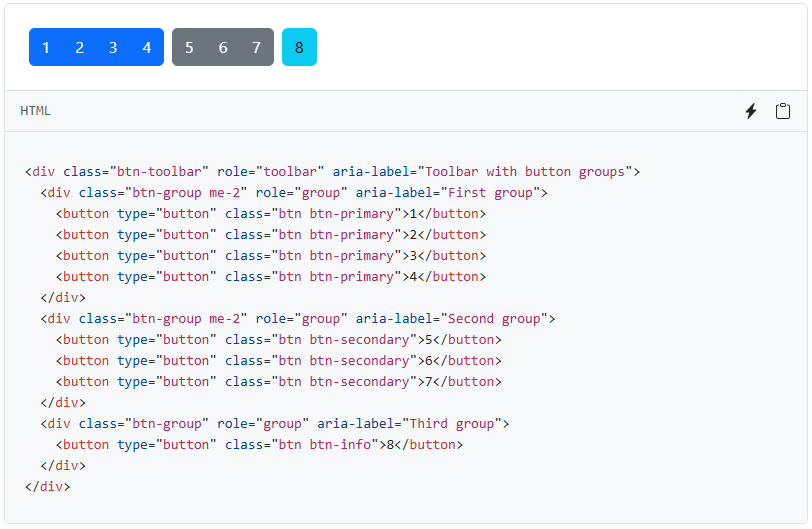 1 2 3 4 5 6 7 8
HTML
<div class="btn-toolbar" role="toolbar" aria-label="Toolbar with button groups">
  <div class="btn-group me-2" role="group" aria-label="First group">
    <button type="button" class="btn btn-primary">1</button>
    <button type="button" class="btn btn-primary">2</button>
    <button type="button" class="btn btn-primary">3</button>
    <button type="button" class="btn btn-primary">4</button>
  </div>
  <div class="btn-group me-2" role="group" aria-label="Second group">
    <button type="button" class="btn btn-secondary">5</button>
    <button type="button" class="btn btn-secondary">6</button>
    <button type="button" class="btn btn-secondary">7</button>
  </div>
  <div class="btn-group" role="group" aria-label="Third group">
    <button type="button" class="btn btn-info">8</button>
  </div>
</div>